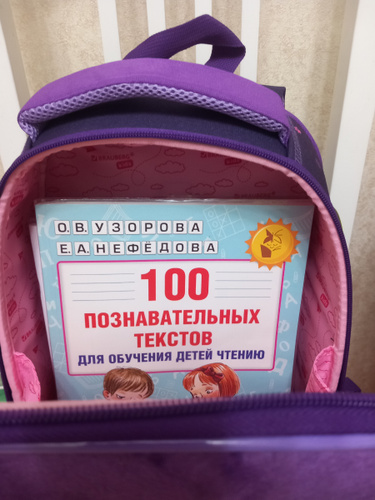 О.В.УЗОРОВА
Е.А.НЕФЁДОВА
100
ПОЗНАВАТЕЛЬНЫХ
ТЕКСТОВ
ДЛЯ ОБУЧЕНИЯ ДЕТЕЙ ЧТЕНИЮ